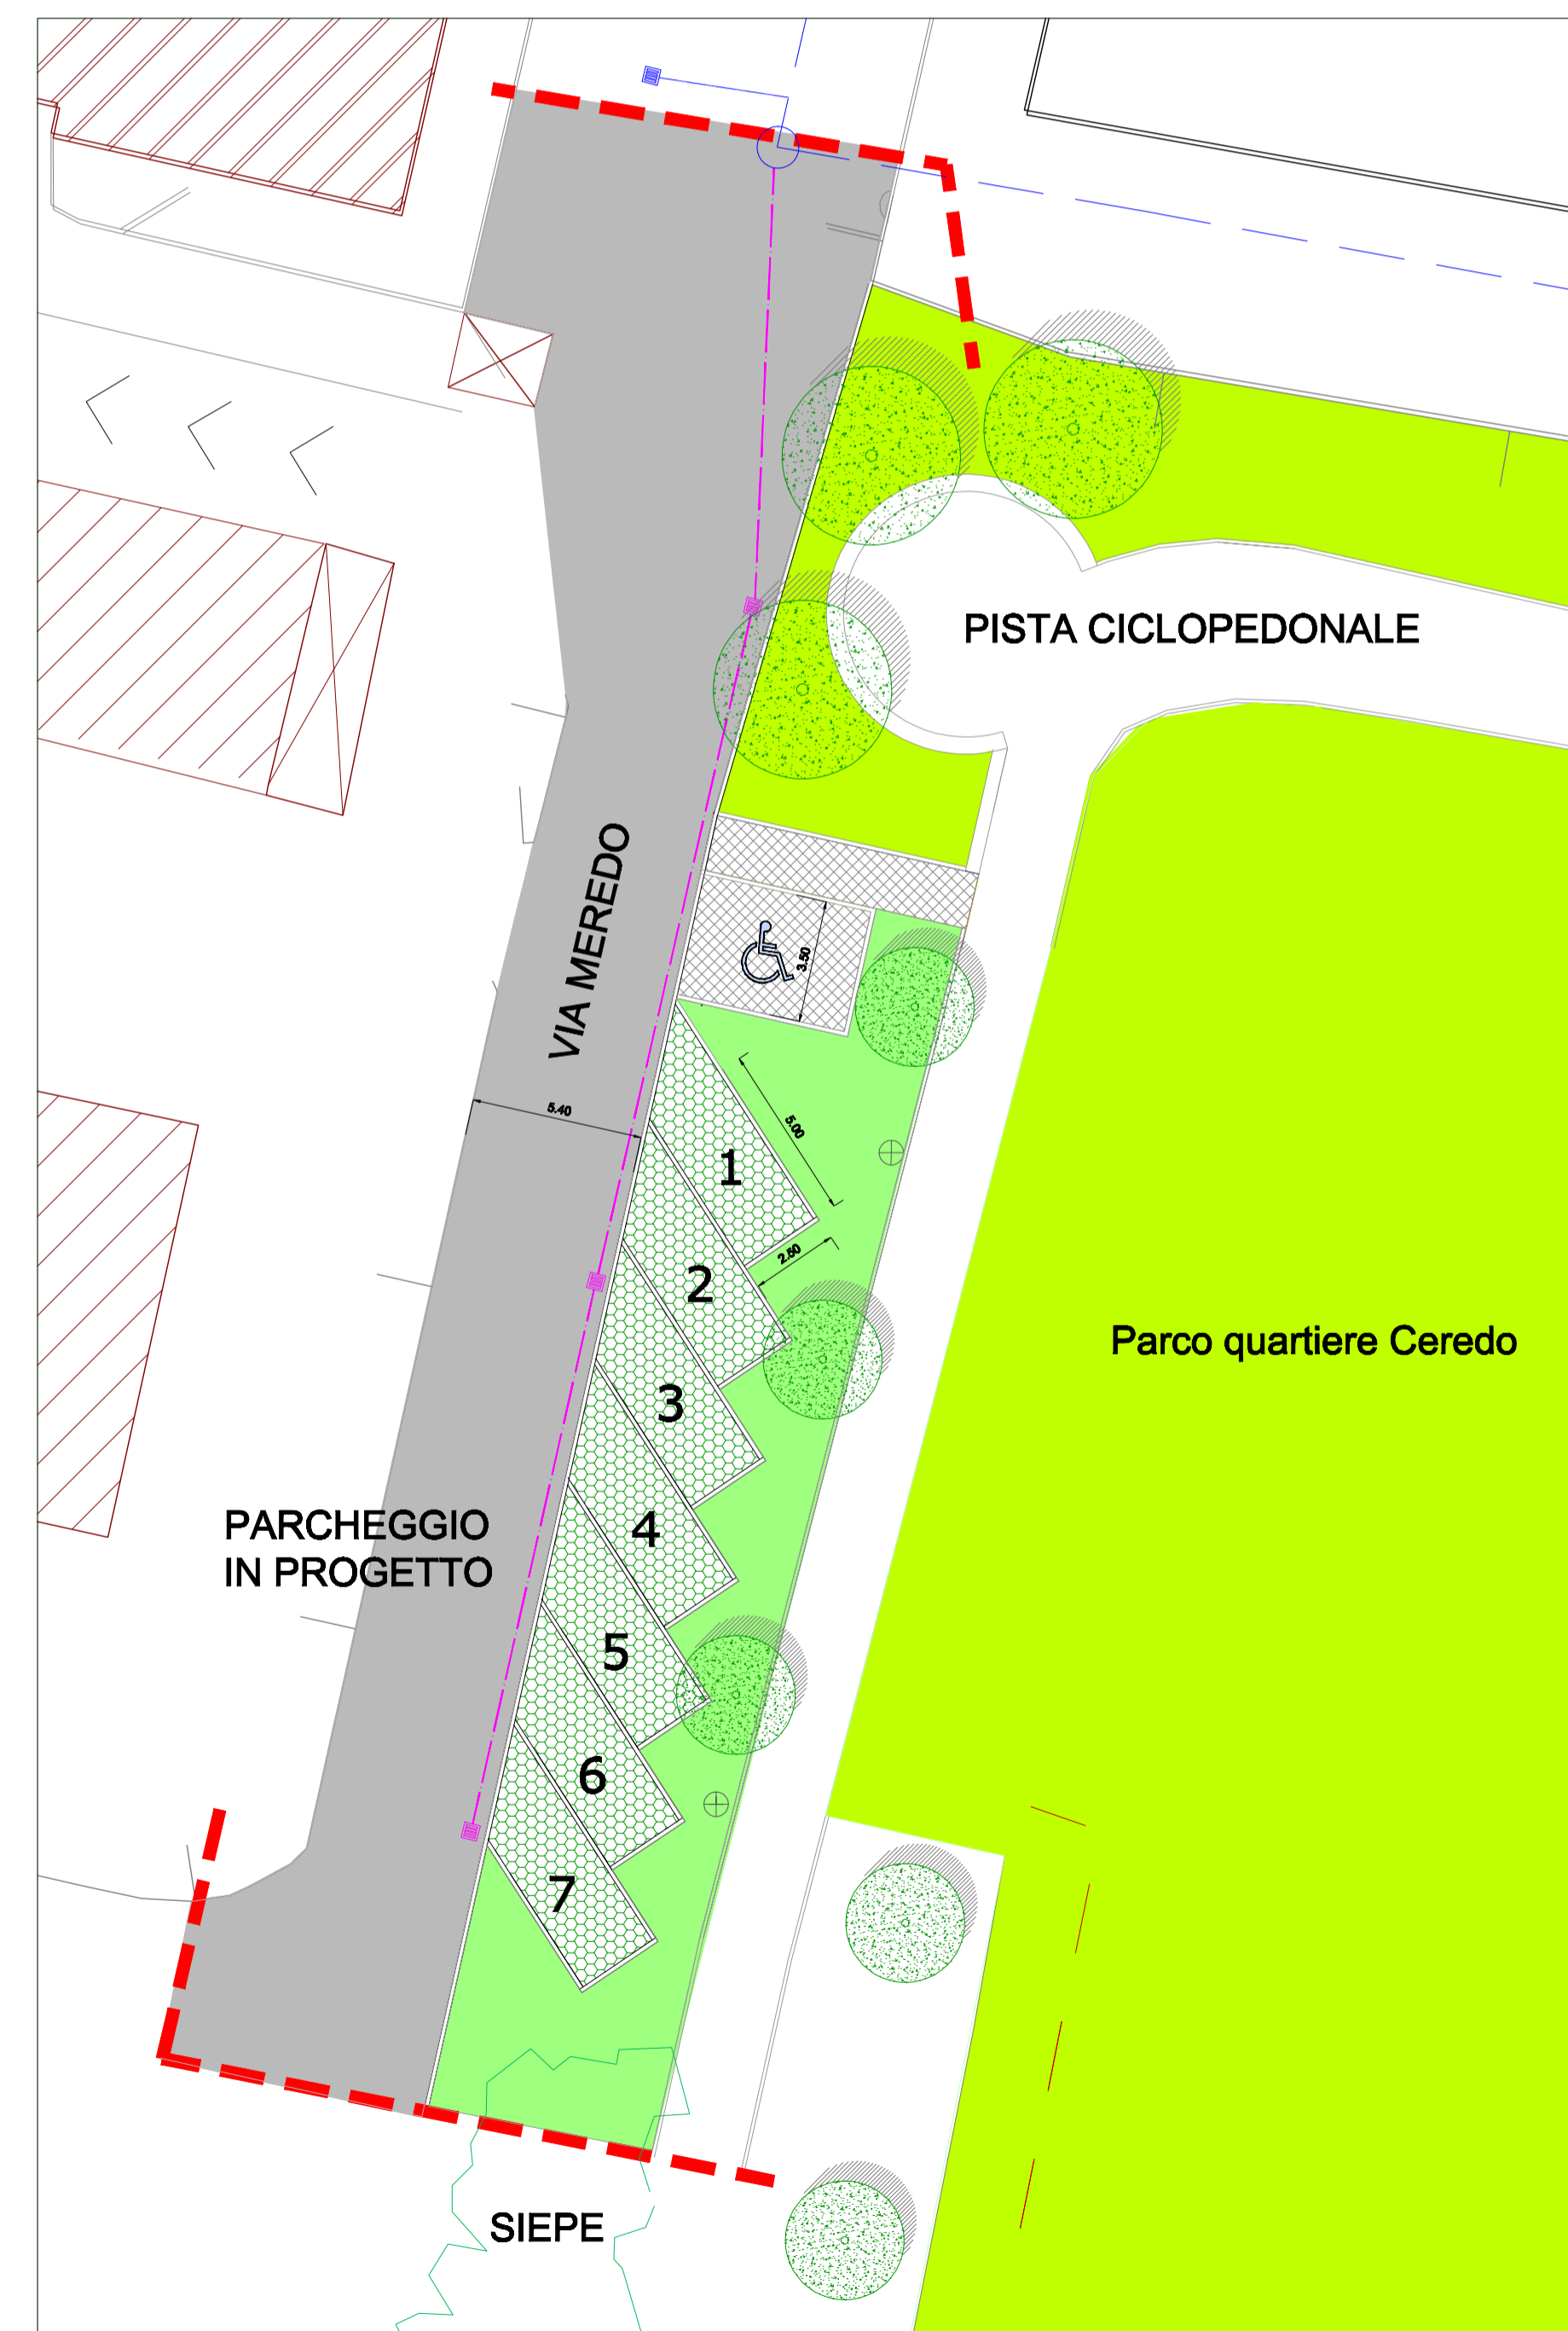 PISTA CICLOPEDONALE
VIA MEREDO
3.50
5.40
5.00
1
2.50
2
Parco quartiere Ceredo
3
PARCHEGGIO
IN PROGETTO
4
5
6
7
SIEPE